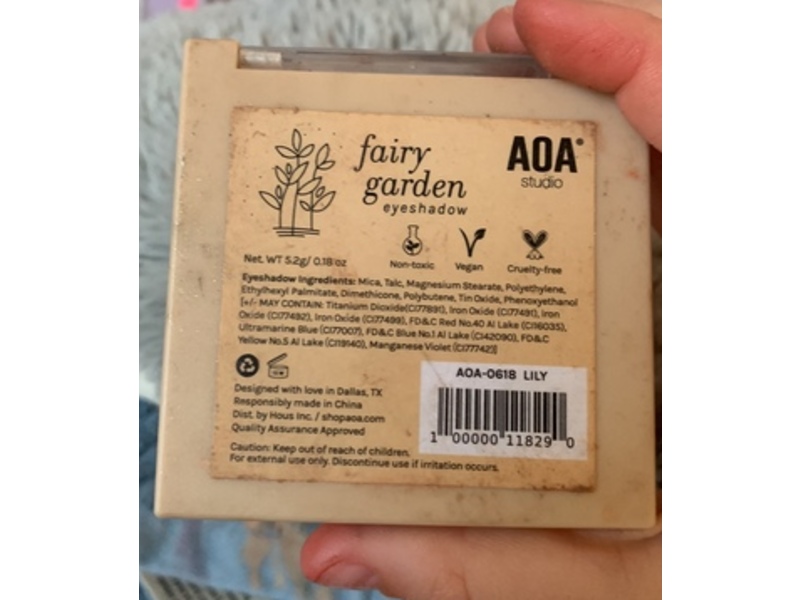 fairy
garden
eyeshadow
AOA®
studio
Non-toxic
Vegan
Cruelty-free
Net. WT 5.2g/ 0.18 oz
Eyeshadow Ingredients: Mica, Talc, Magnesium Stearate, Polyethylene,
Ethylhexyl Palmitate, Dimethicone, Polybutene, Tin Oxide, Phenoxyethanol
[+/- MAY CONTAIN: Titanium Dioxide(CI77891), Iron Oxide (CI77491), Iron
Oxide (CI77492), Iron Oxide (CI77499), FD&C Red No.40 Al Lake (CI16035),
Ultramarine Blue (CI77007), FD&C Blue No.1 Al Lake (CI42090), FD&C
Yellow No.5 Al Lake (CI19140), Manganese Violet (CI77742)]
Designed with love in Dallas, TX
Responsibly made in China
Dist. by Hous Inc. / shopaoa.com
Quality Assurance Approved
Caution: Keep out of reach of children.
For external use only. Discontinue use if irritation occurs.
AOA-0618 LILY
1 00000 11829 0